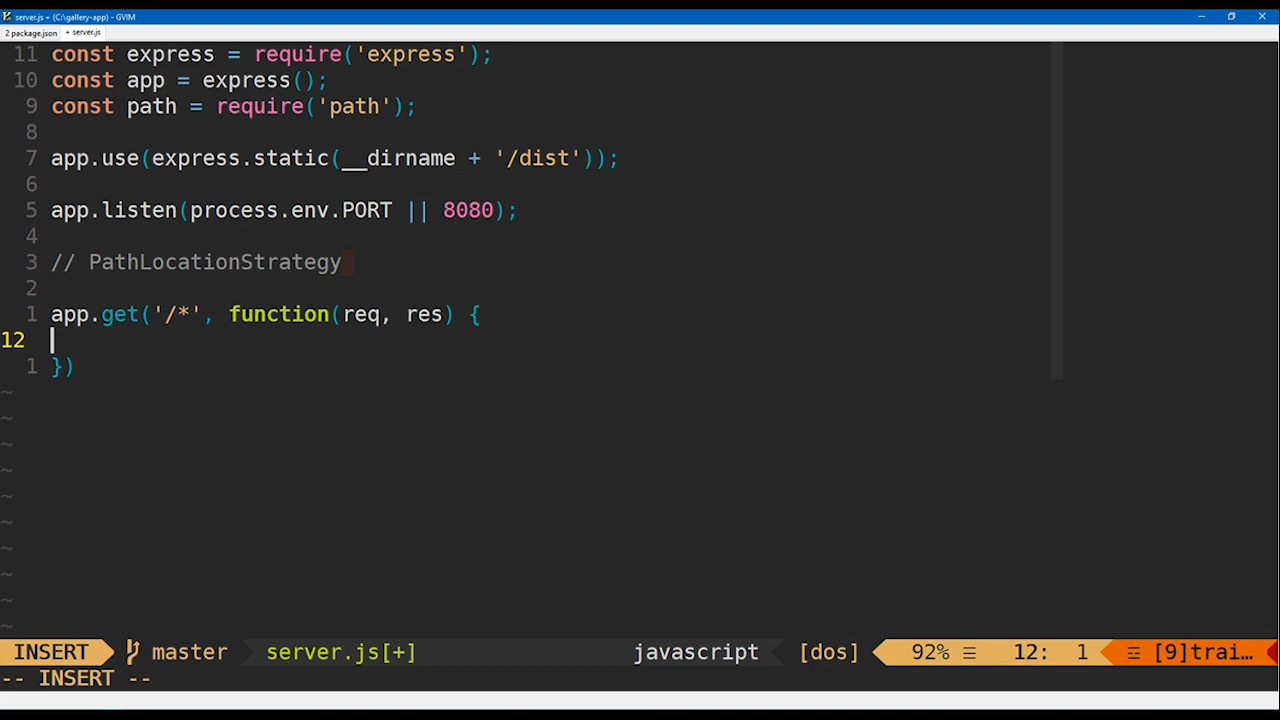 server.js + (C:\gallery-app) - GVIM
2 package.json + server.js
11 const express = require('express');
10 const app = express();
9 const path = require('path');
8
7 app.use(express.static(__dirname + '/dist'));
6
5 app.listen(process.env.PORT || 8080);
4
3 // PathLocationStrategy
2
1 app.get('/*', function(req, res) {
12
1 })
~
~
~
~
~
~
~
~
~
~
INSERT master server.js[+] javascript [dos] 92% ☰ 12: 1 ☲ [9]trai…
-- INSERT --